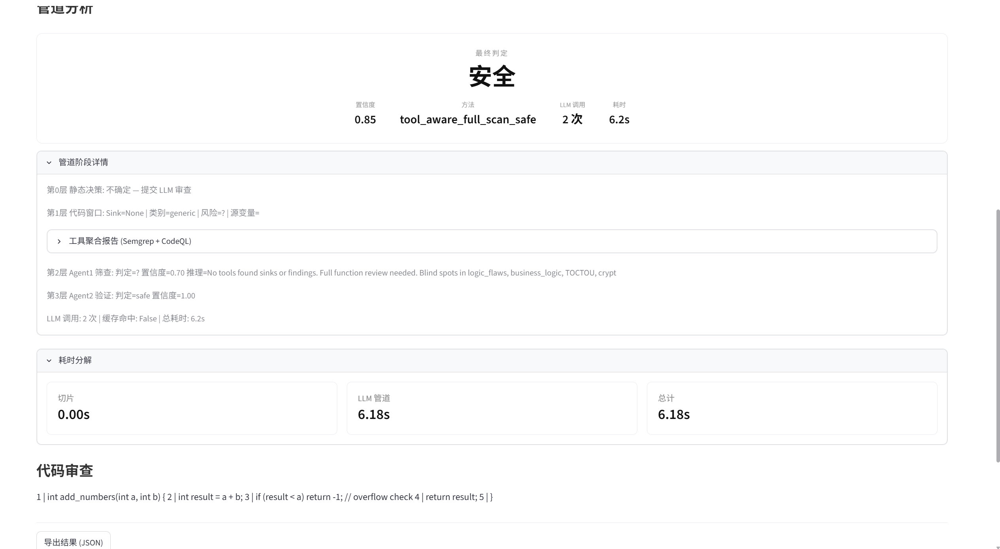 管道分析
最终判定
安全
置信度 方法 LLM 调用 耗时
0.85 tool_aware_full_scan_safe 2 次 6.2s
管道阶段详情
第0层 静态决策: 不确定 — 提交 LLM 审查
第1层 代码窗口: Sink=None | 类别=generic | 风险=? | 源变量=
工具聚合报告 (Semgrep + CodeQL)
第2层 Agent1 筛查: 判定=? 置信度=0.70 推理=No tools found sinks or findings. Full function review needed. Blind spots in logic_flaws, business_logic, TOCTOU, crypt
第3层 Agent2 验证: 判定=safe 置信度=1.00
LLM 调用: 2 次 | 缓存命中: False | 总耗时: 6.2s
耗时分解
切片 LLM 管道 总计
0.00s 6.18s 6.18s
代码审查
1 | int add_numbers(int a, int b) { 2 | int result = a + b; 3 | if (result < a) return -1; // overflow check 4 | return result; 5 | }
导出结果 (JSON)